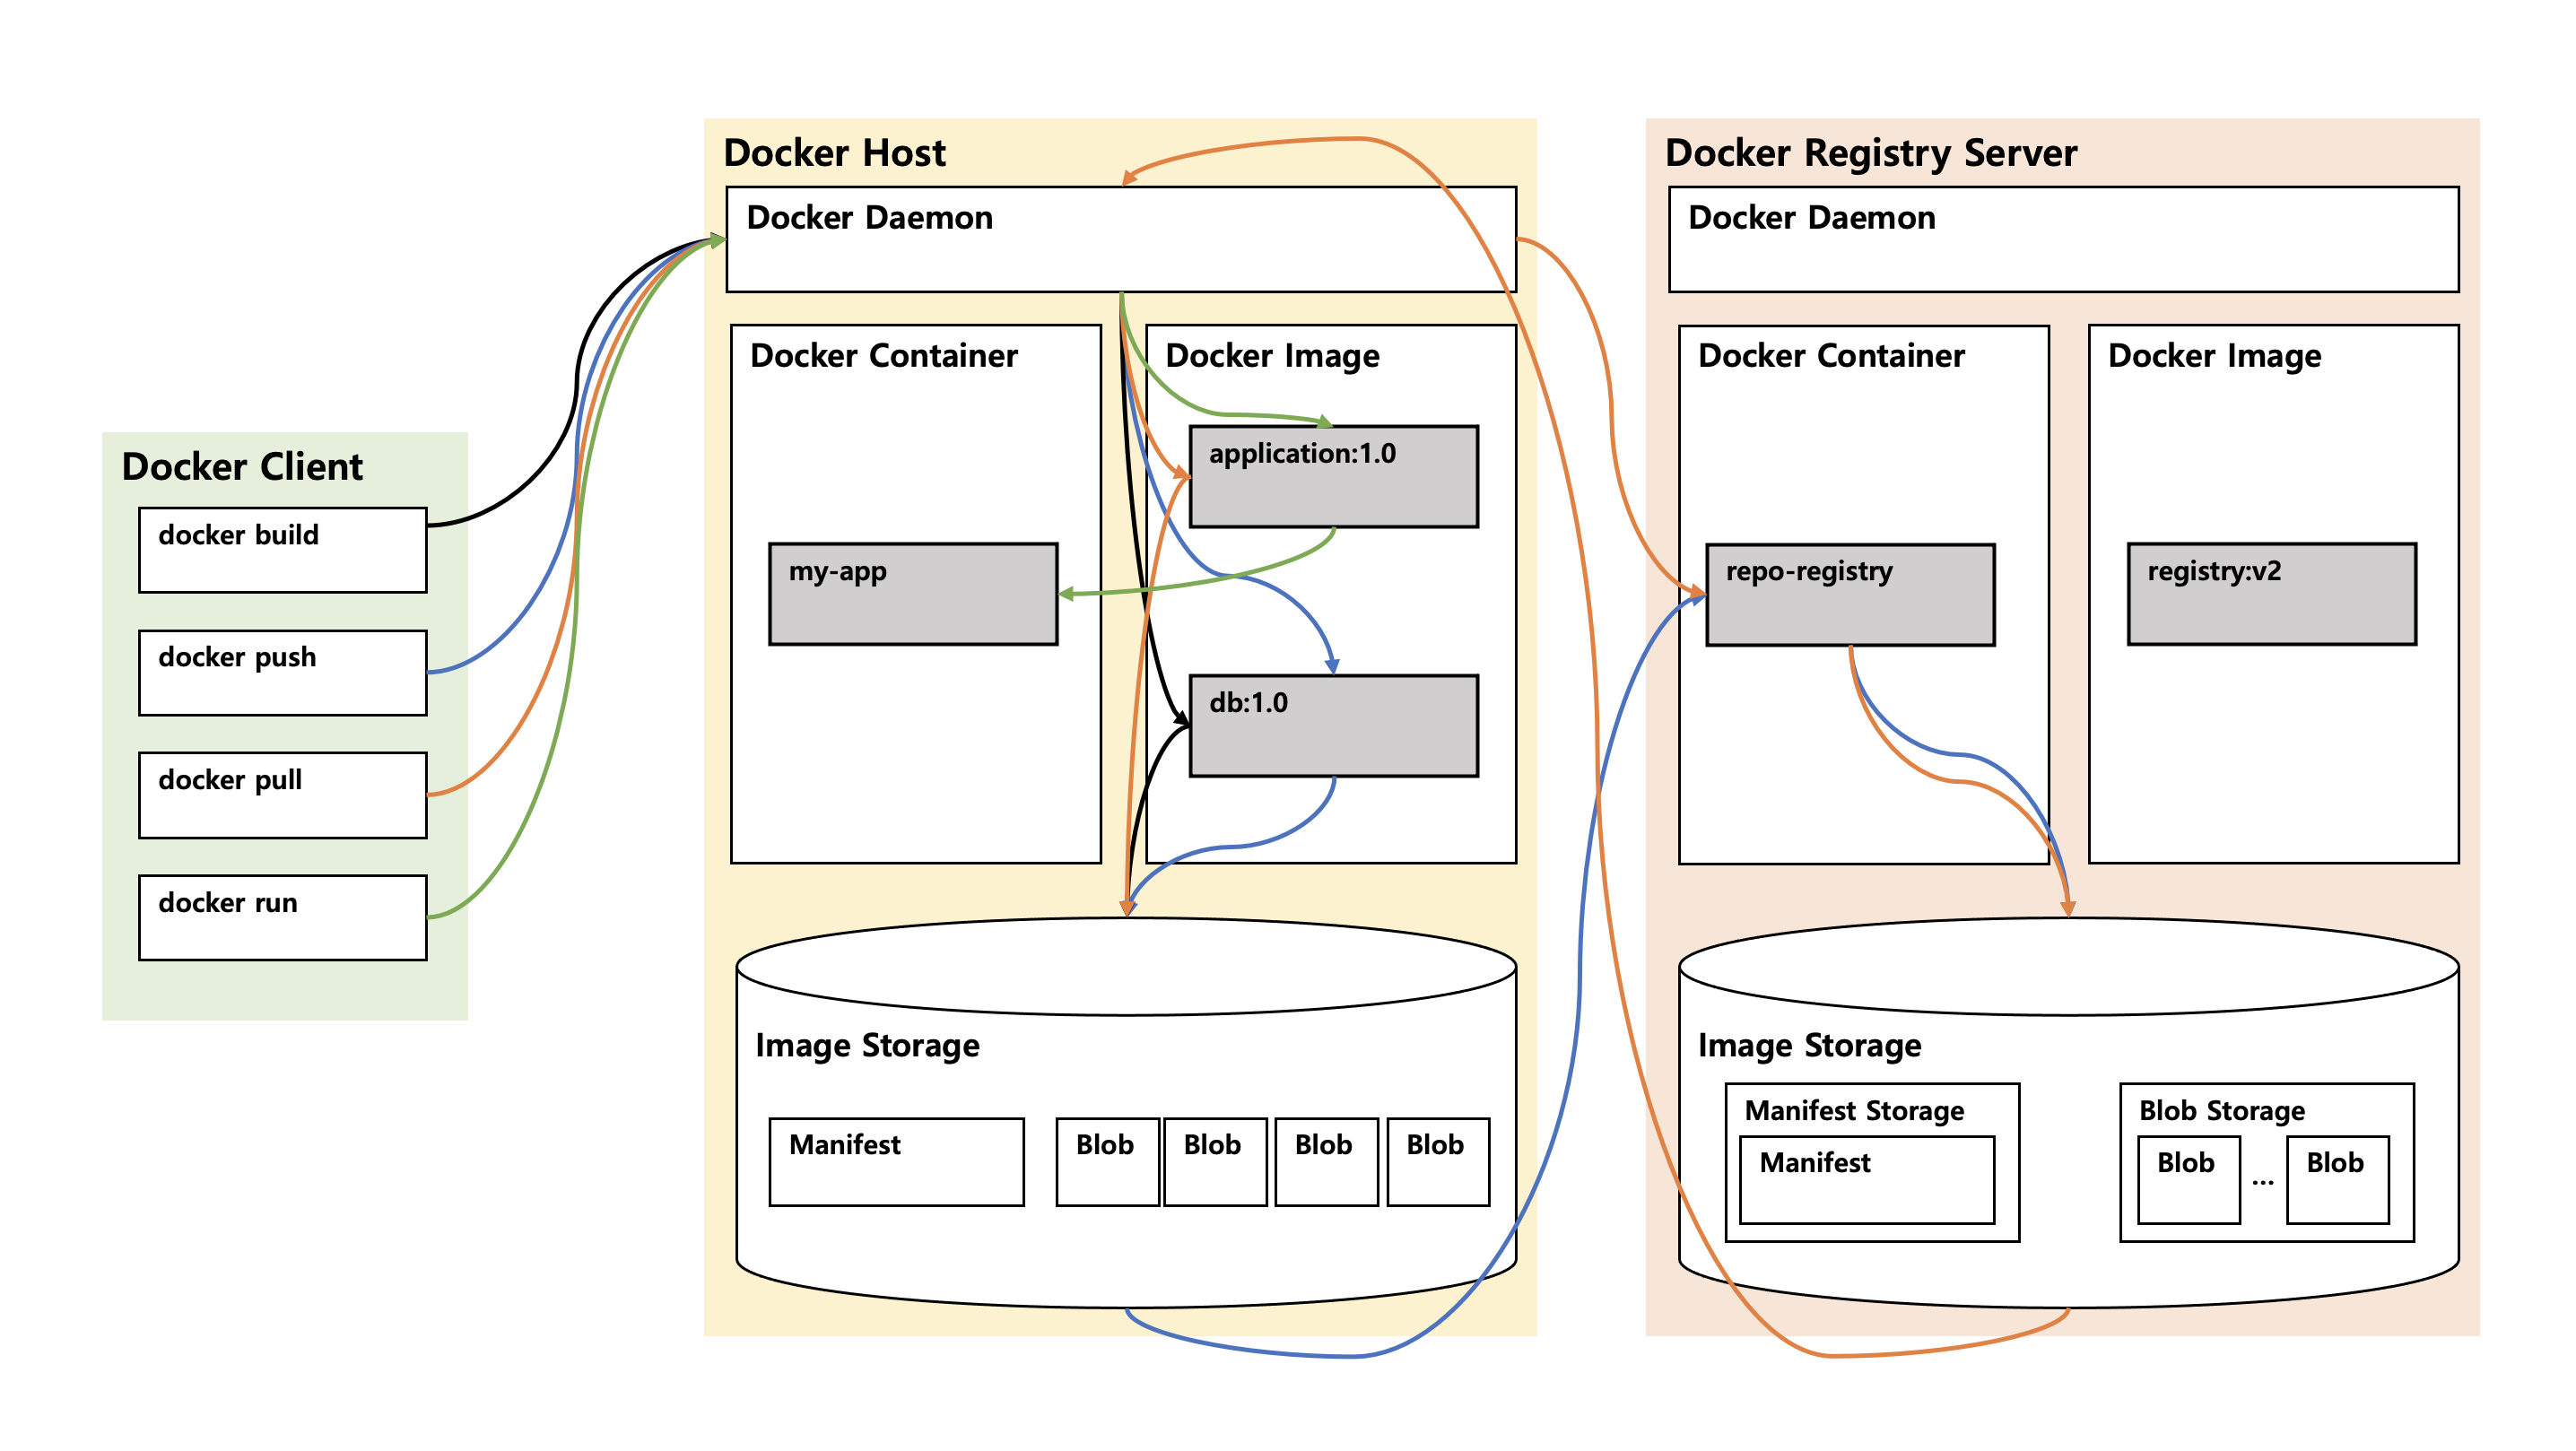 Docker Client
docker build
docker push
docker pull
docker run
Docker Host
Docker Daemon
Docker Container
my-app
Docker Image
application:1.0
db:1.0
Image Storage
Manifest
Blob
Blob
Blob
Blob
Docker Registry Server
Docker Daemon
Docker Container
repo-registry
Docker Image
registry:v2
Image Storage
Manifest Storage
Manifest
Blob Storage
Blob
...
Blob